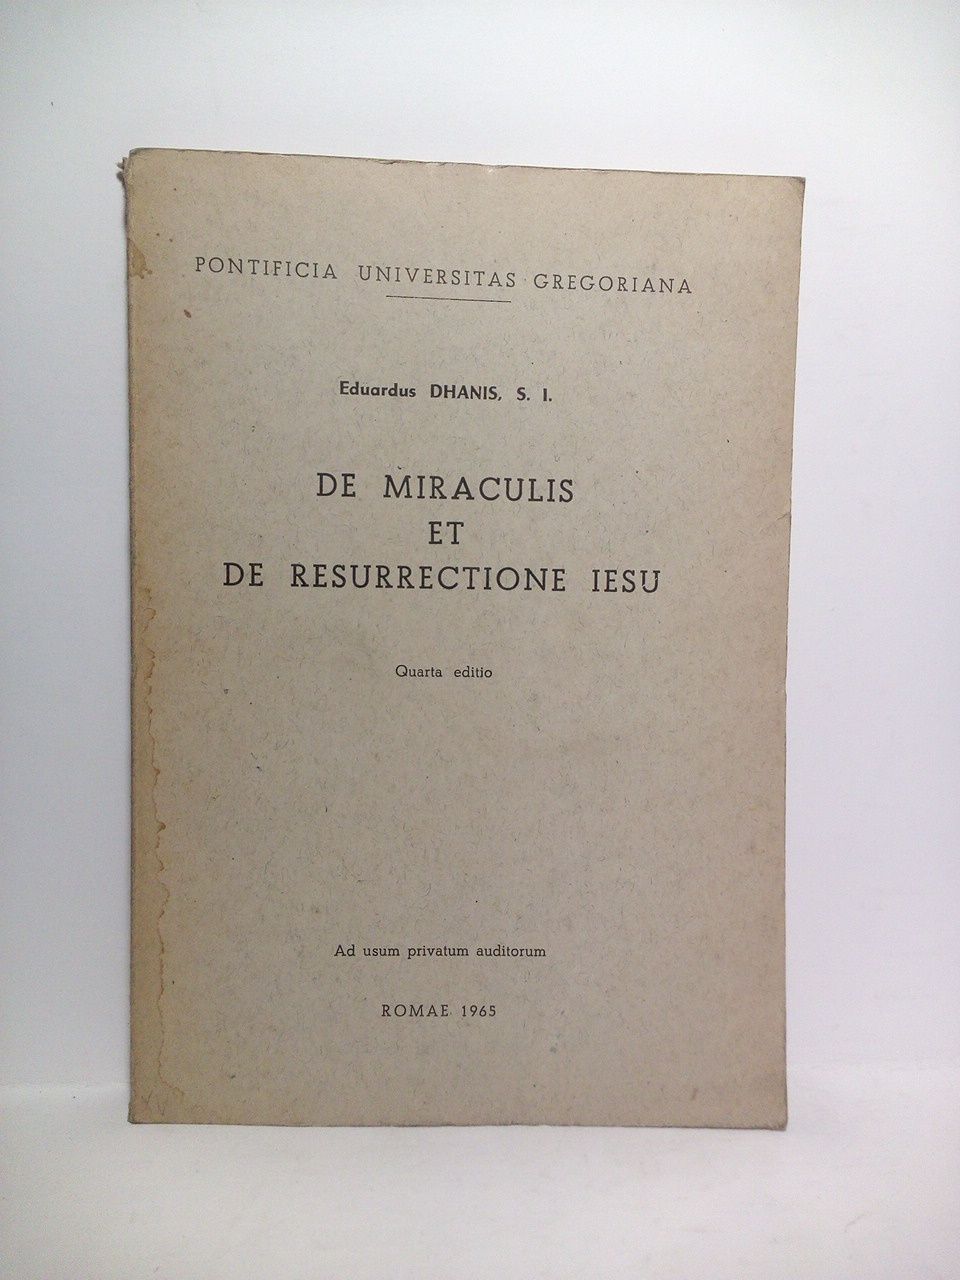 PONTIFICIA UNIVERSITAS GREGORIANA
Eduardus DHANIS, S. I.
DE MIRACULIS
ET
DE RESURRECTIONE IESU
Quarta editio
Ad usum privatum auditorum
ROMAE 1965